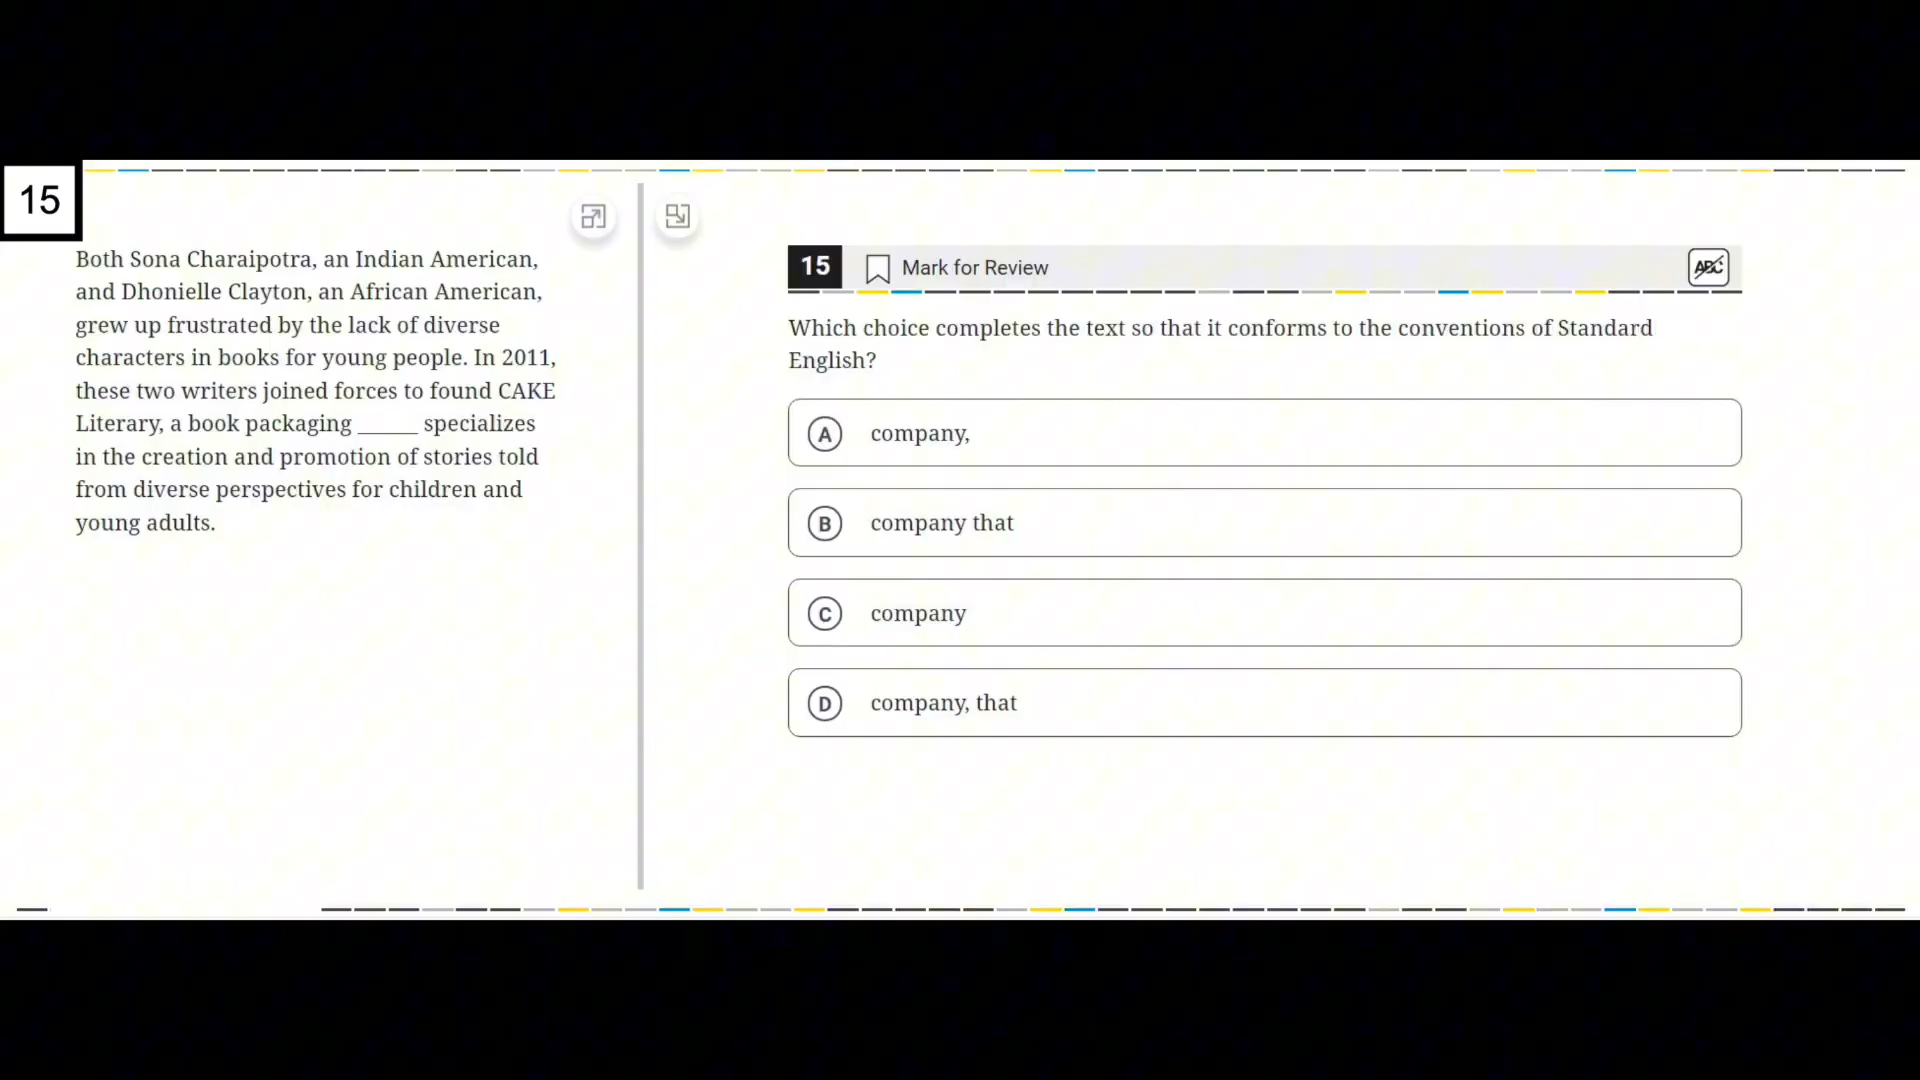 15
Both Sona Charaipotra, an Indian American,
and Dhonielle Clayton, an African American,
grew up frustrated by the lack of diverse
characters in books for young people. In 2011,
these two writers joined forces to found CAKE
Literary, a book packaging ______ specializes
in the creation and promotion of stories told
from diverse perspectives for children and
young adults.
15 Mark for Review ABC
Which choice completes the text so that it conforms to the conventions of Standard
English?
A company,
B company that
C company
D company, that